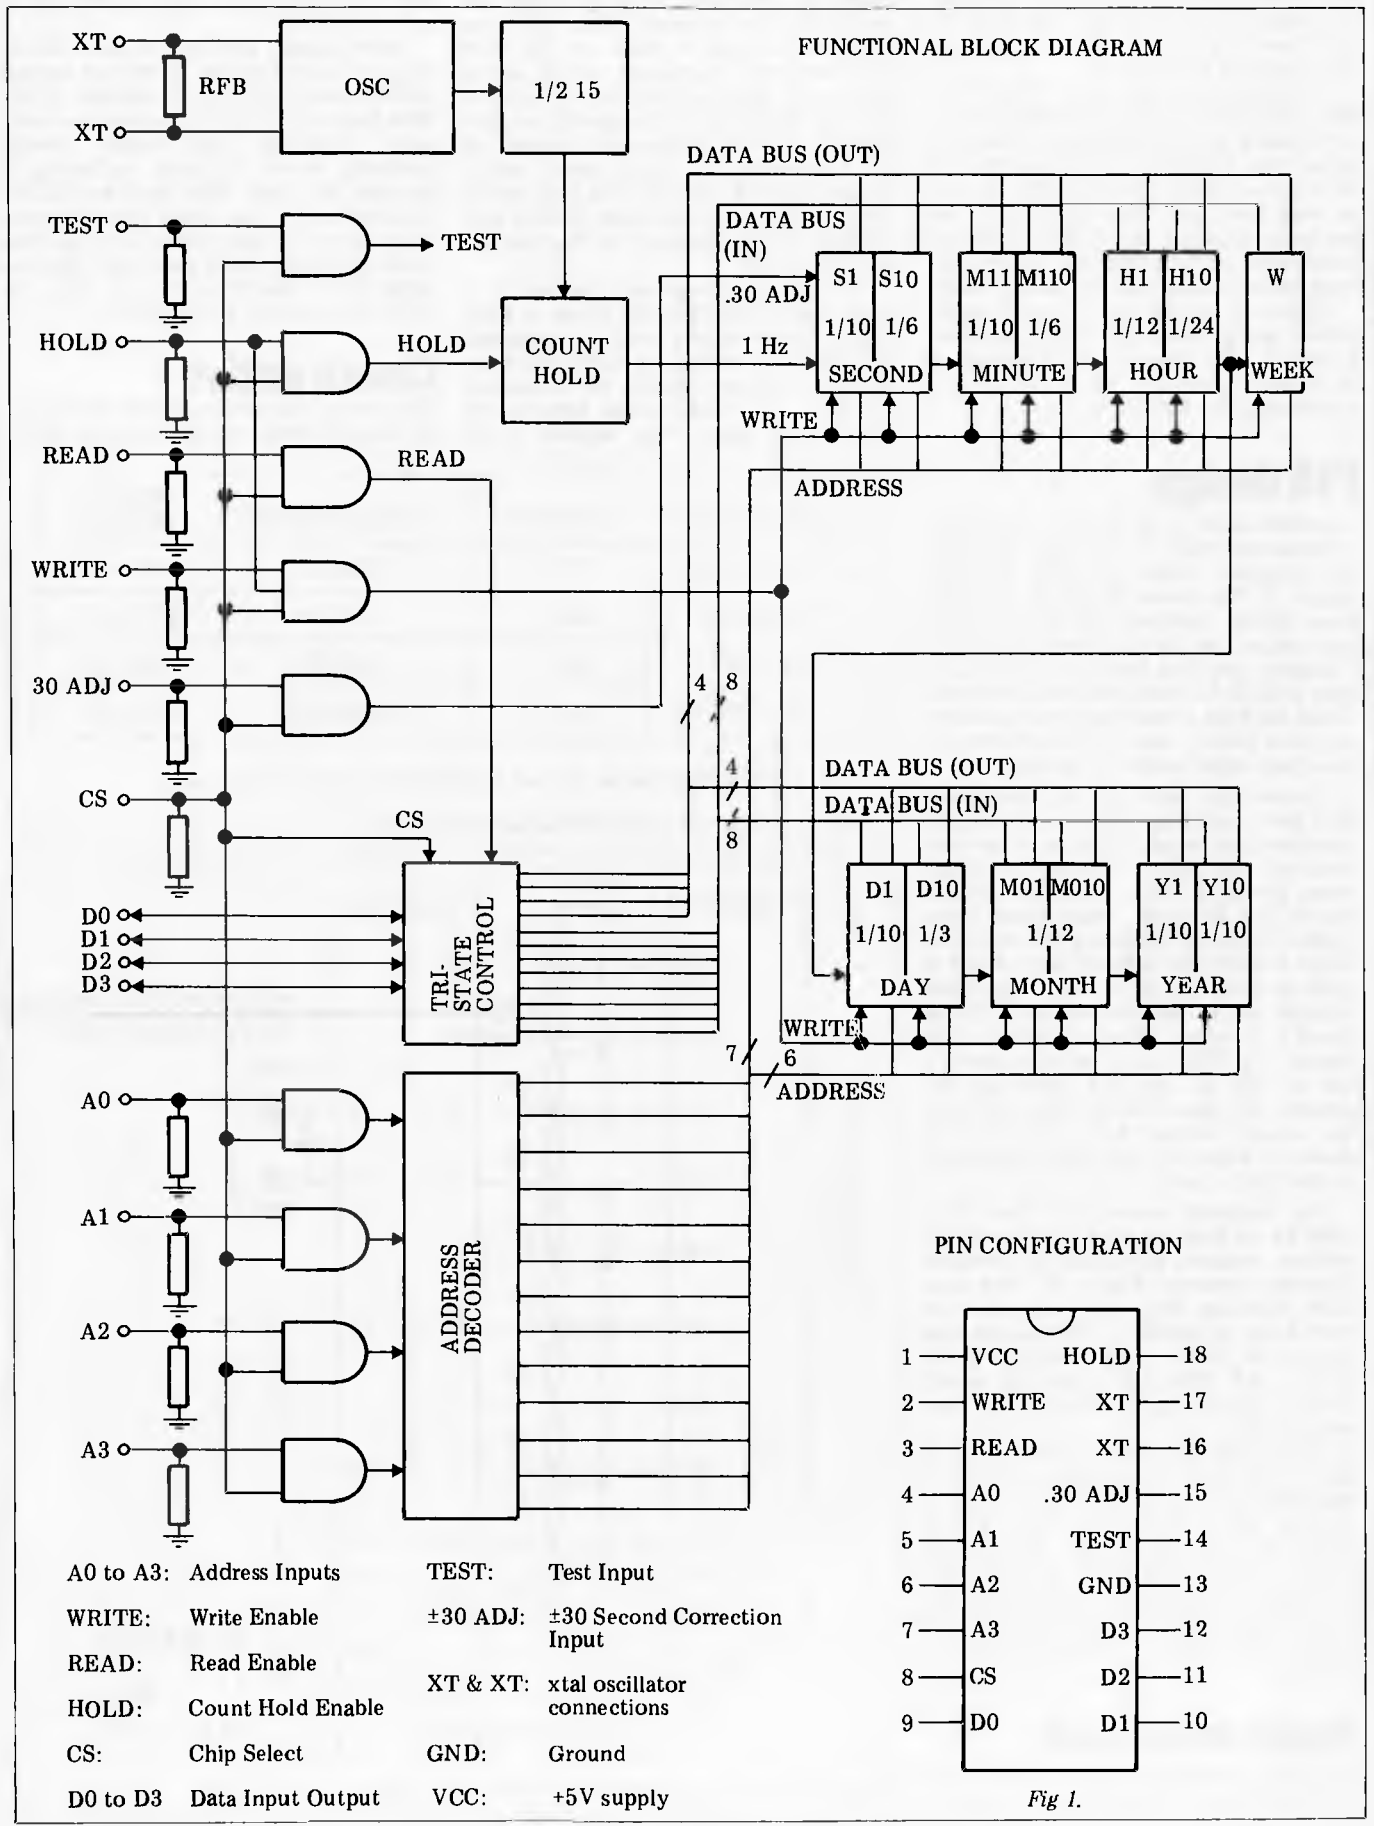 FUNCTIONAL BLOCK DIAGRAM
XT
RFB
XT
OSC
1/2 15
TEST
TEST
HOLD
HOLD
COUNT
HOLD
READ
READ
WRITE
30 ADJ
CS
CS
D0
D1
D2
D3
TRI-
STATE
CONTROL
DATA BUS (OUT)
DATA BUS
(IN)
.30 ADJ
1 Hz
WRITE
ADDRESS
S1 S10
1/10 1/6
SECOND
M11 M110
1/10 1/6
MINUTE
H1 H10
1/12 1/24
HOUR
W
WEEK
4
8
4
DATA BUS (OUT)
DATA BUS (IN)
8
D1 D10
1/10 1/3
DAY
M01 M010
1/12
MONTH
Y1 Y10
1/10 1/10
YEAR
WRITE
7
6
ADDRESS
A0
A1
A2
A3
ADDRESS
DECODER
PIN CONFIGURATION
1 VCC HOLD 18
2 WRITE XT 17
3 READ XT 16
4 A0 .30 ADJ 15
5 A1 TEST 14
6 A2 GND 13
7 A3 D3 12
8 CS D2 11
9 D0 D1 10
Fig 1.
A0 to A3: Address Inputs
WRITE: Write Enable
READ: Read Enable
HOLD: Count Hold Enable
CS: Chip Select
D0 to D3 Data Input Output
TEST: Test Input
±30 ADJ: ±30 Second Correction
Input
XT & XT: xtal oscillator
connections
GND: Ground
VCC: +5V supply